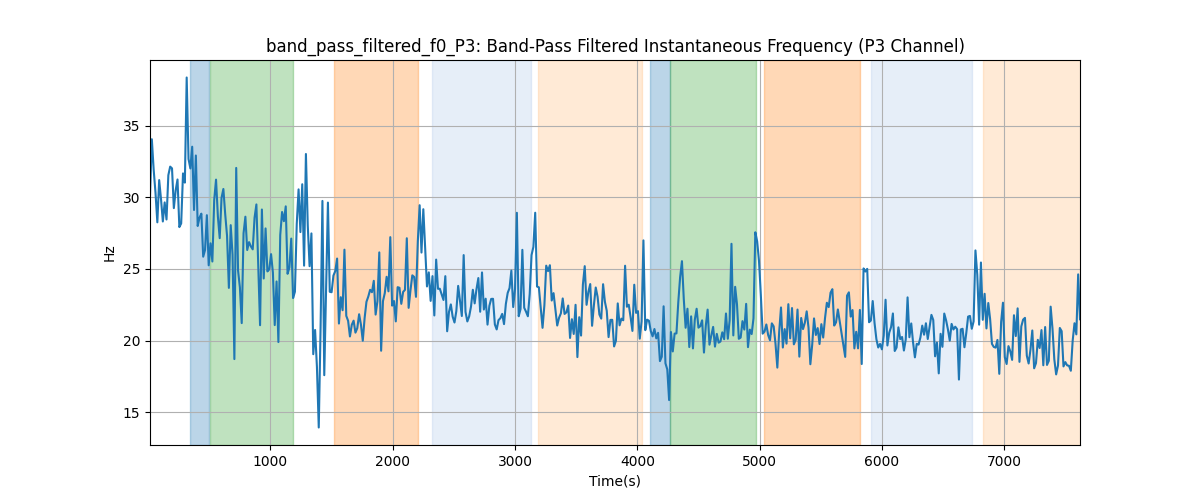 band_pass_filtered_f0_P3: Band-Pass Filtered Instantaneous Frequency (P3 Channel)
35
30
25
20
15
Hz
1000 2000 3000 4000 5000 6000 7000
Time(s)